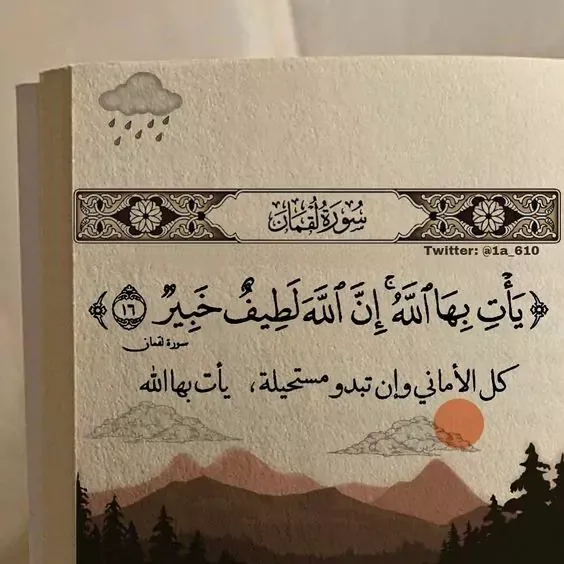 سُورَةُ لُقْمَان
Twitter: @1a_610
﴿يَأْتِ بِهَا ٱللَّهُ ۚ إِنَّ ٱللَّهَ لَطِيفٌ خَبِيرٌ ١٦﴾
سورة لقمان
كل الأماني وإن تبدو مستحيلة، يأت بها الله